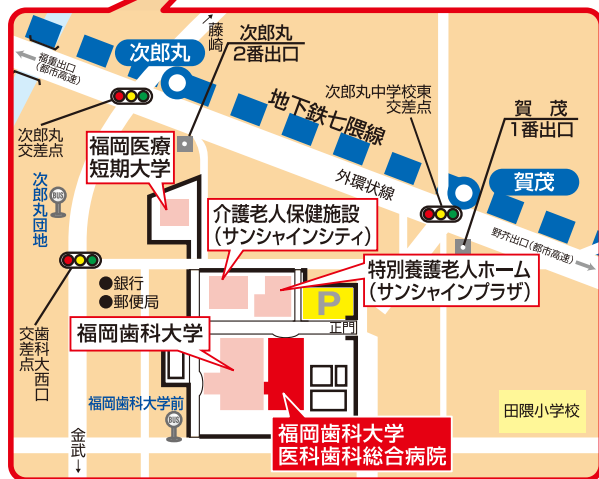 藤崎
次郎丸
2番出口
次郎丸
福重出口
(都市高速)
次郎丸中学校東
交差点
賀 茂
1番出口
地下鉄七隈線
次郎丸
交差点
福岡医療
短期大学
外環状線
賀茂
次郎丸団地
BUS
介護老人保健施設
(サンシャインシティ)
野芥出口(都市高速)
特別養護老人ホーム
(サンシャインプラザ)
●銀行
●郵便局
P
正門
福岡歯科大学
歯科大西口
交差点
福岡歯科大学前
BUS
田隈小学校
福岡歯科大学
医科歯科総合病院
金武